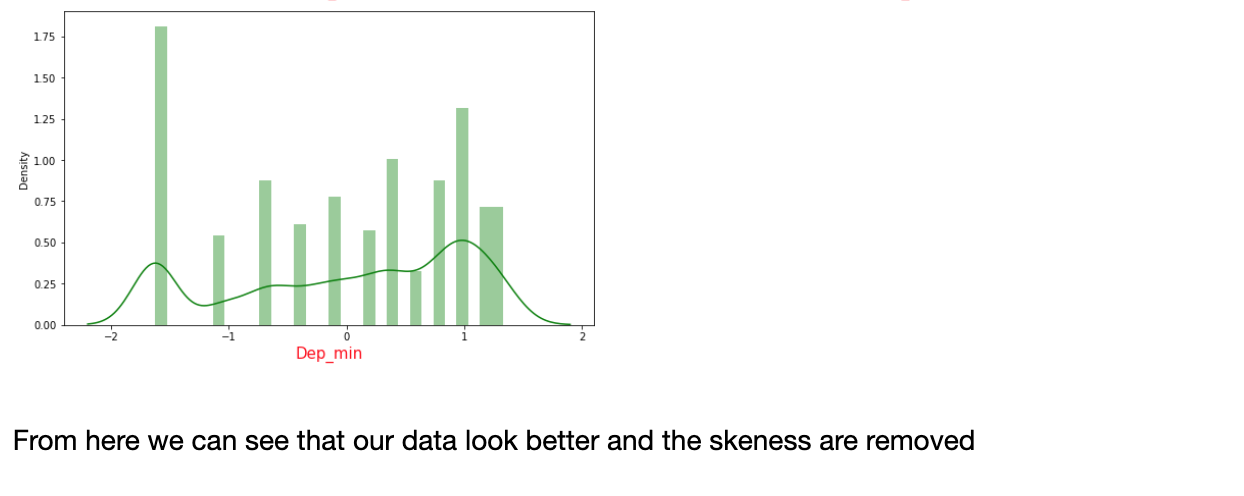 1.75
1.50
1.25
1.00
0.75
0.50
0.25
0.00
Density
−2 −1 0 1 2
Dep_min
From here we can see that our data look better and the skeness are removed